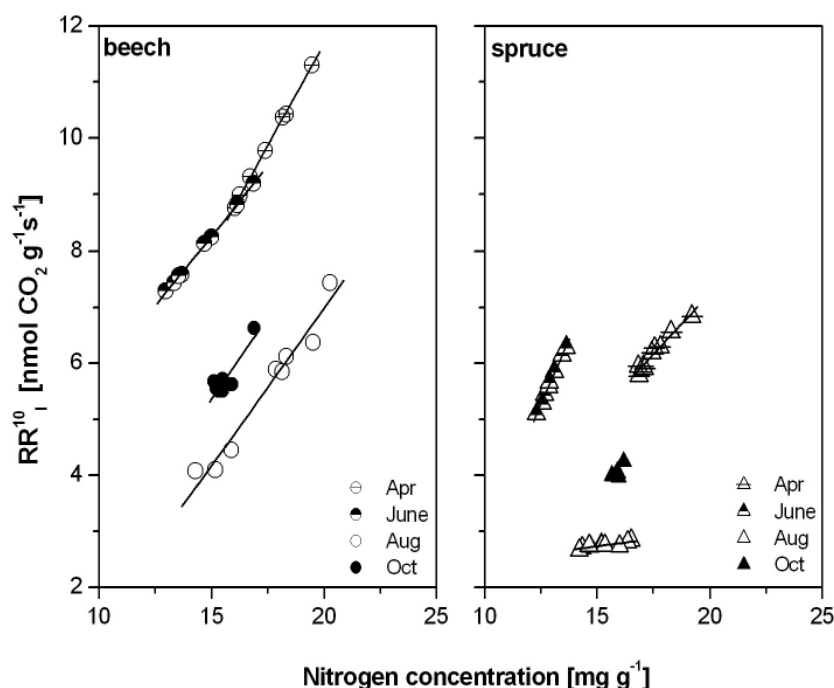 beech
spruce
12
10
8
6
4
2
RR¹⁰ₗ [nmol CO₂ g⁻¹s⁻¹]
Apr
June
Aug
Oct
Apr
June
Aug
Oct
10
15
20
25
10
15
20
25
Nitrogen concentration [mg g⁻¹]